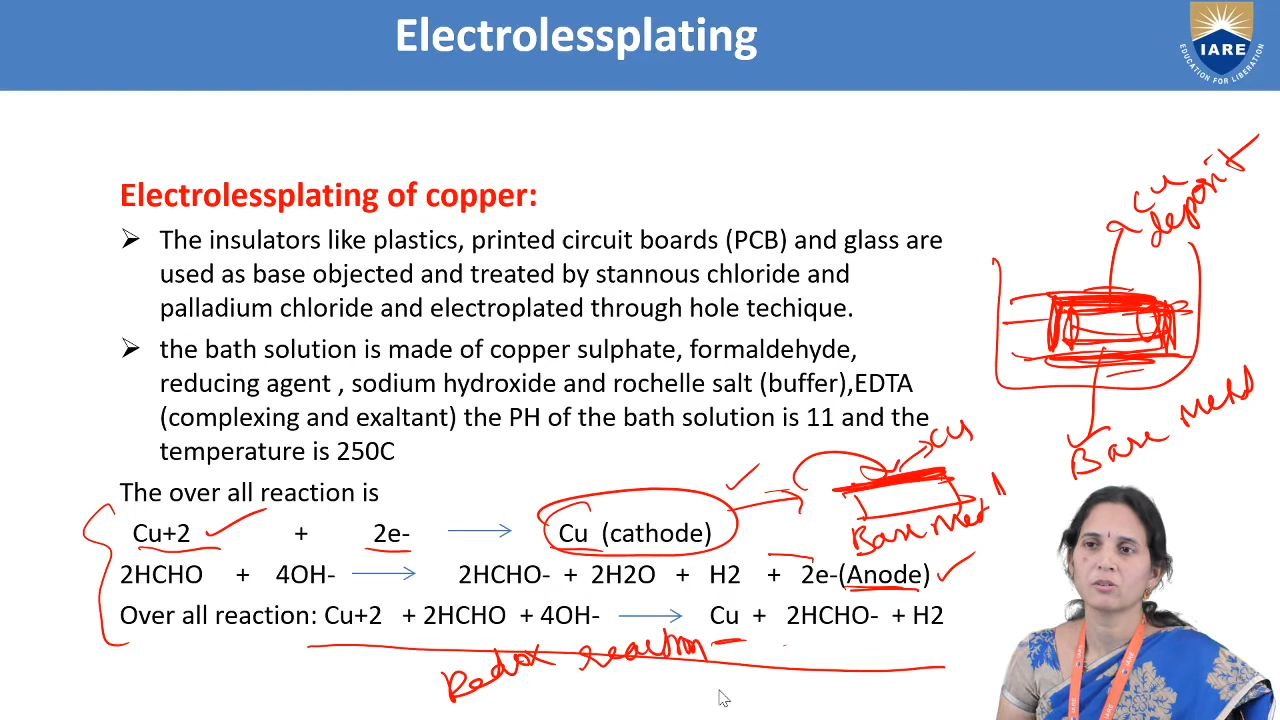 Electrolessplating
IARE
EDUCATION FOR LIBERATION
Electrolessplating of copper:
The insulators like plastics, printed circuit boards (PCB) and glass are
used as base objected and treated by stannous chloride and
palladium chloride and electroplated through hole techique.
the bath solution is made of copper sulphate, formaldehyde,
reducing agent , sodium hydroxide and rochelle salt (buffer),EDTA
(complexing and exaltant) the PH of the bath solution is 11 and the
temperature is 250C
The over all reaction is
Cu+2 + 2e- → Cu (cathode)
2HCHO + 4OH- → 2HCHO- + 2H2O + H2 + 2e-(Anode)
Over all reaction: Cu+2 + 2HCHO + 4OH- → Cu + 2HCHO- + H2
Redox reaction
Cu
deposit
Base Metal
Cu
Base Metal